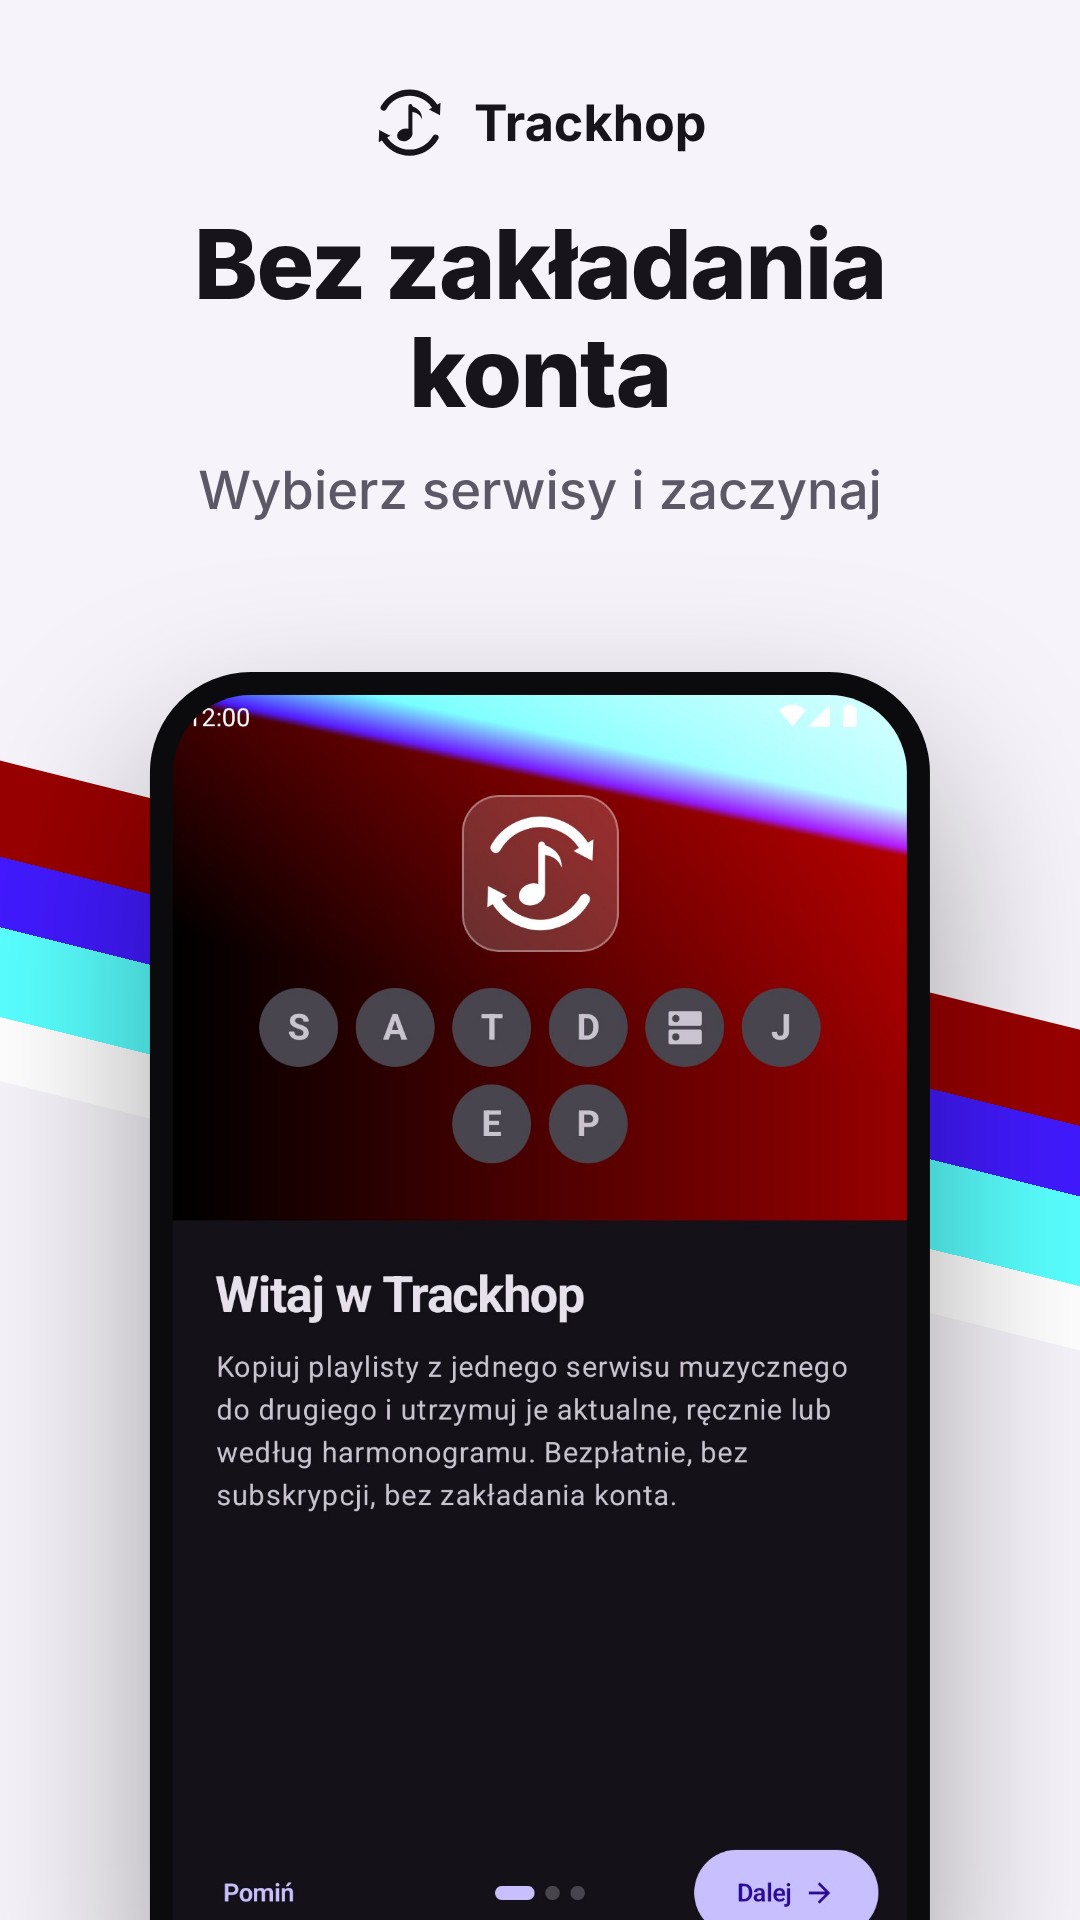 Trackhop
Bez zakładania
konta
Wybierz serwisy i zaczynaj
12:00
S A T D J
E P
Witaj w Trackhop
Kopiuj playlisty z jednego serwisu muzycznego
do drugiego i utrzymuj je aktualne, ręcznie lub
według harmonogramu. Bezpłatnie, bez
subskrypcji, bez zakładania konta.
Pomiń
Dalej